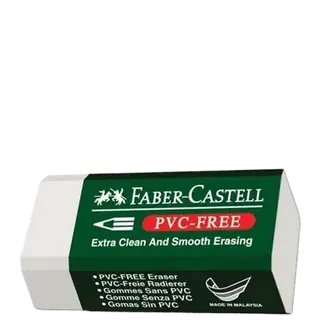 FABER-CASTELL
PVC-FREE
Extra Clean And Smooth Erasing
• PVC-FREE Eraser
• PVC-Freie Radierer
• Gommes Sans PVC
• Gomme Senza PVC
• Gomas Sin PVC
MADE IN MALAYSIA